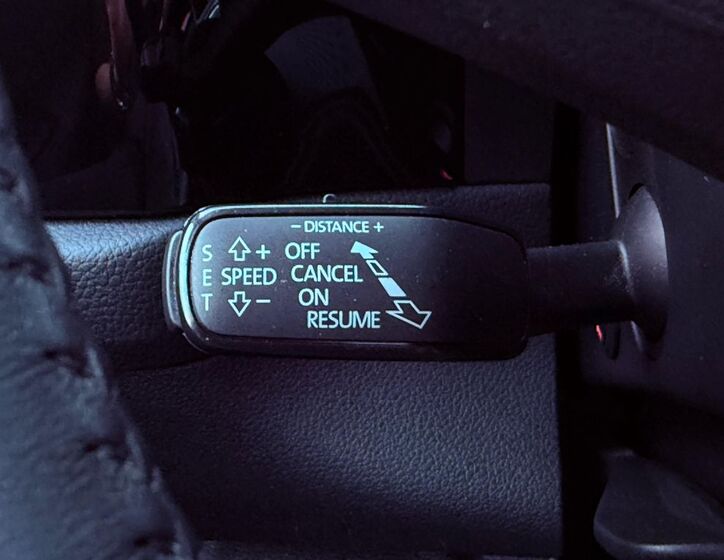 - DISTANCE +
S + OFF
E SPEED CANCEL
T - ON
RESUME